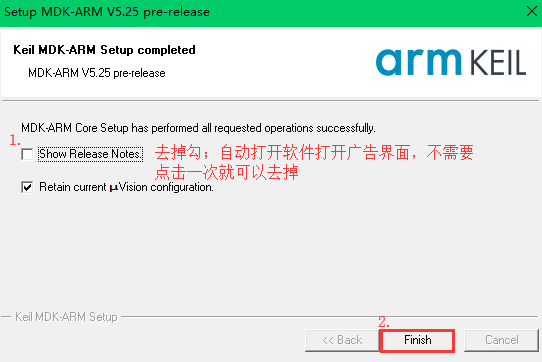 Setup MDK-ARM V5.25 pre-release
Keil MDK-ARM Setup completed
MDK-ARM V5.25 pre-release
arm KEIL
MDK-ARM Core Setup has performed all requested operations successfully.
1.
Show Release Notes.
去掉勾；自动打开软件打开广告界面，不需要
点击一次就可以去掉
Retain current µVision configuration.
Keil MDK-ARM Setup
2.
<< Back
Finish
Cancel